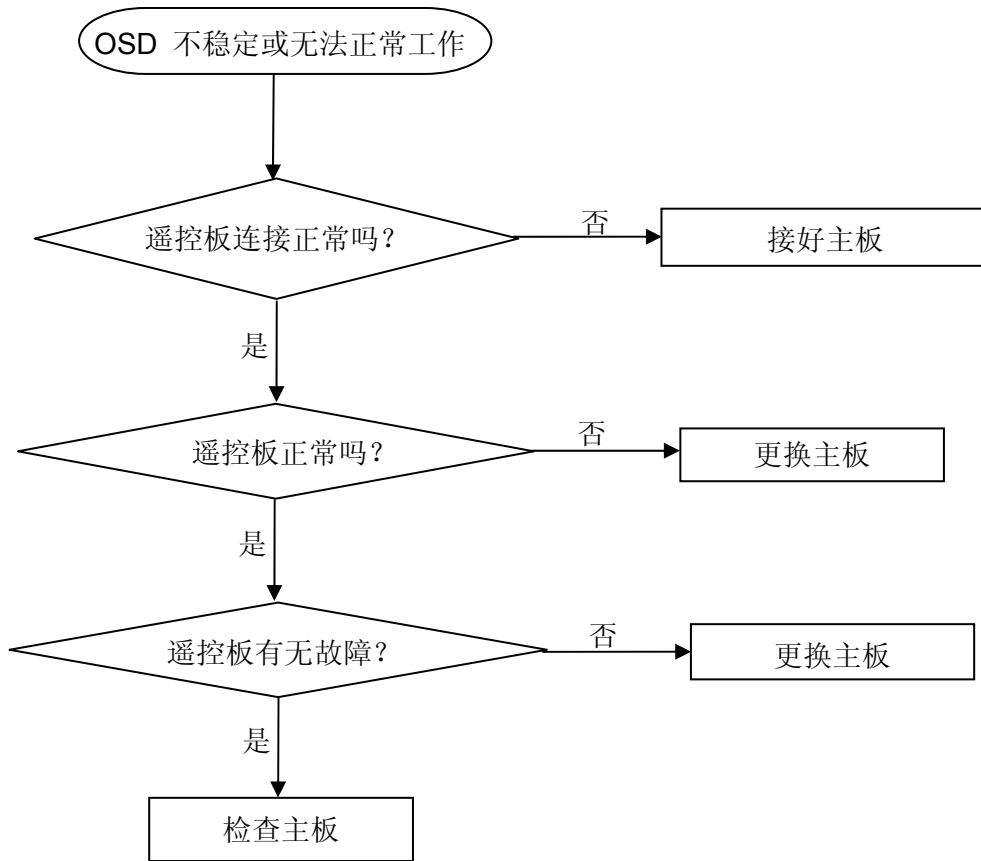 OSD 不稳定或无法正常工作
遥控板连接正常吗？
否
接好主板
是
遥控板正常吗？
否
更换主板
是
遥控板有无故障？
否
更换主板
是
检查主板